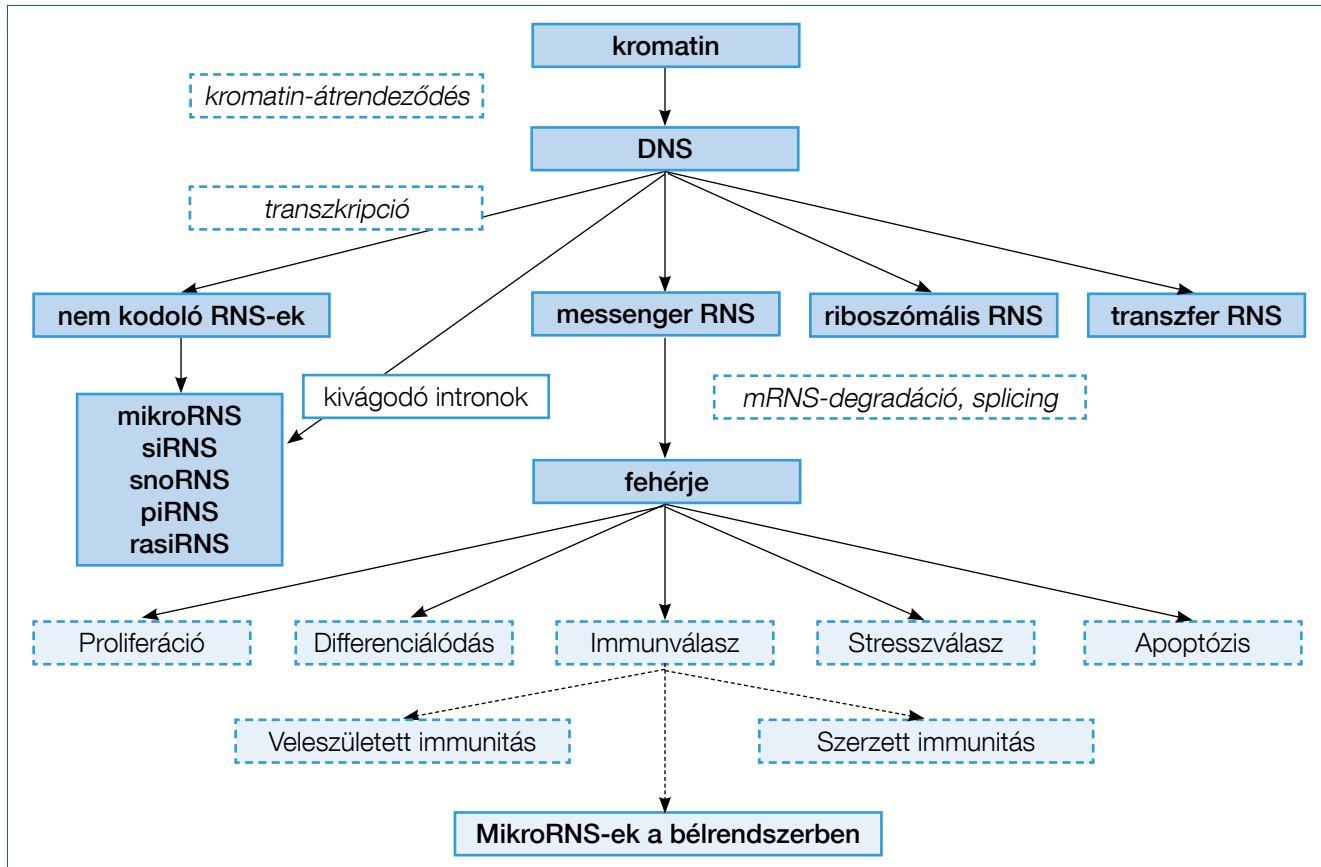 kromatin
kromatin-átrendeződés
DNS
transzkripció
nem kodoló RNS-ek
messenger RNS
riboszómális RNS
transzfer RNS
kivágodó intronok
mRNS-degradáció, splicing
mikroRNS
siRNS
snoRNS
piRNS
rasiRNS
fehérje
Proliferáció
Differenciálódás
Immunválasz
Stresszválasz
Apoptózis
Veleszületett immunitás
Szerzett immunitás
MikroRNS-ek a bélrendszerben